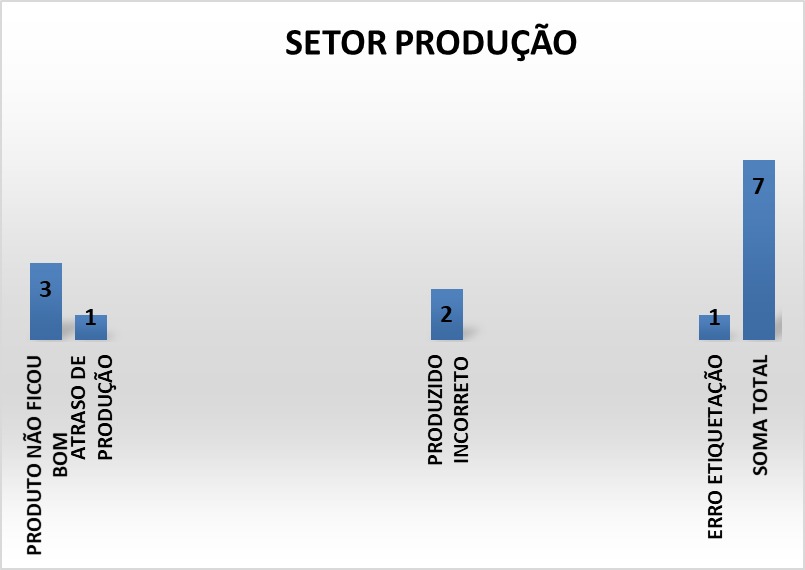 SETOR PRODUÇÃO
3
1
2
1
7
PRODUTO NÃO FICOU
BOM
ATRASO DE
PRODUÇÃO
PRODUZIDO
INCORRETO
ERRO ETIQUETAÇÃO
SOMA TOTAL